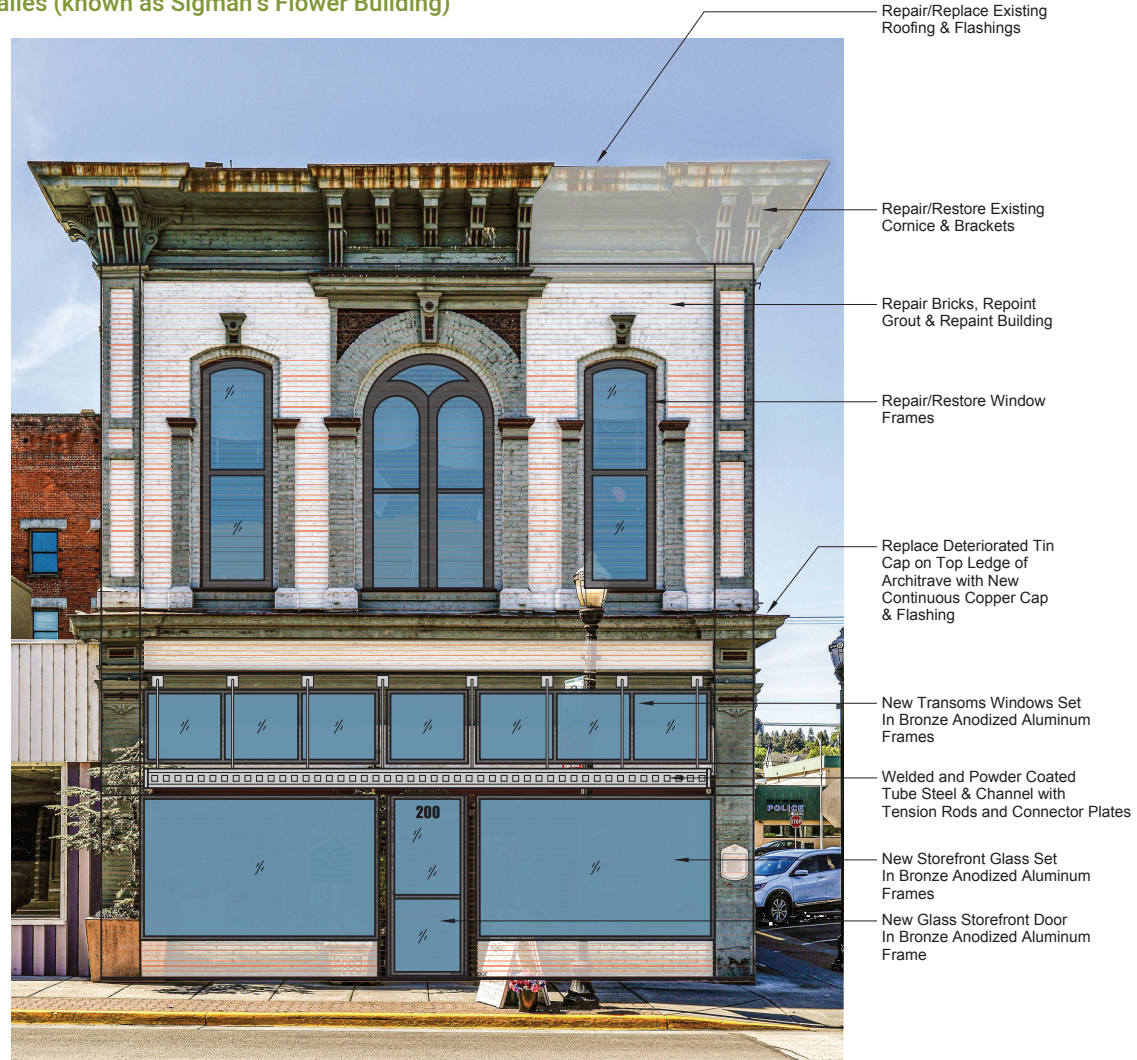 alles (known as Sigman's Flower Building)
Repair/Replace Existing
Roofing & Flashings
Repair/Restore Existing
Cornice & Brackets
Repair Bricks, Repoint
Grout & Repaint Building
Repair/Restore Window
Frames
Replace Deteriorated Tin
Cap on Top Ledge of
Architrave with New
Continuous Copper Cap
& Flashing
New Transoms Windows Set
In Bronze Anodized Aluminum
Frames
Welded and Powder Coated
Tube Steel & Channel with
Tension Rods and Connector Plates
200
POLICE
STOP
New Storefront Glass Set
In Bronze Anodized Aluminum
Frames
New Glass Storefront Door
In Bronze Anodized Aluminum
Frame